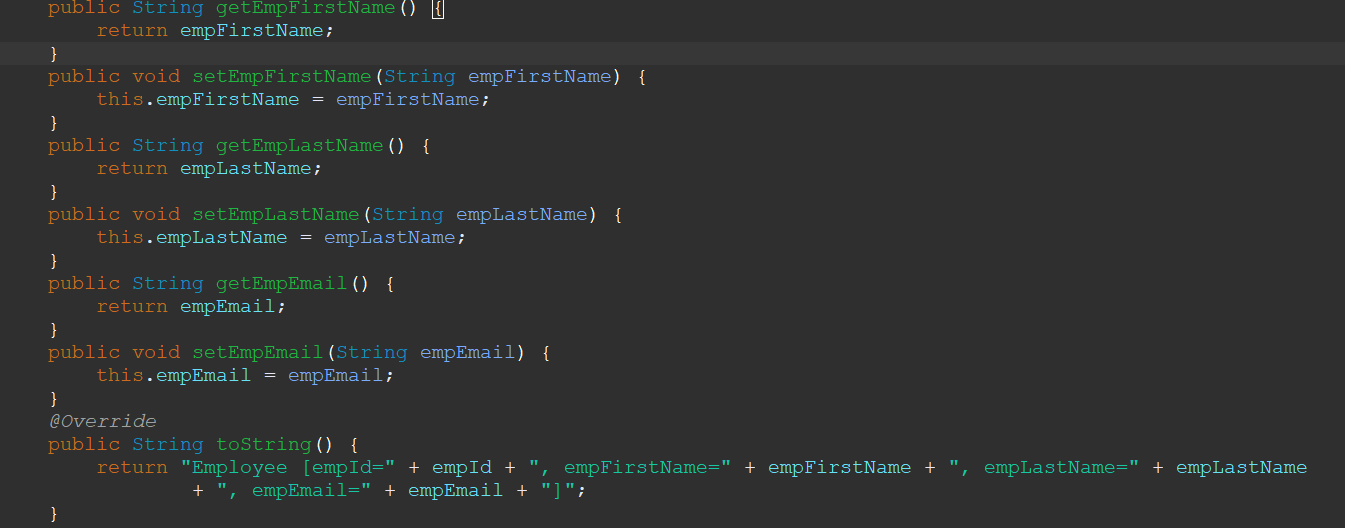 public String getEmpFirstName() {
return empFirstName;
}
public void setEmpFirstName(String empFirstName) {
this.empFirstName = empFirstName;
}
public String getEmpLastName() {
return empLastName;
}
public void setEmpLastName(String empLastName) {
this.empLastName = empLastName;
}
public String getEmpEmail() {
return empEmail;
}
public void setEmpEmail(String empEmail) {
this.empEmail = empEmail;
}
@Override
public String toString() {
return "Employee [empId=" + empId + ", empFirstName=" + empFirstName + ", empLastName=" + empLastName
+ ", empEmail=" + empEmail + "]";
}